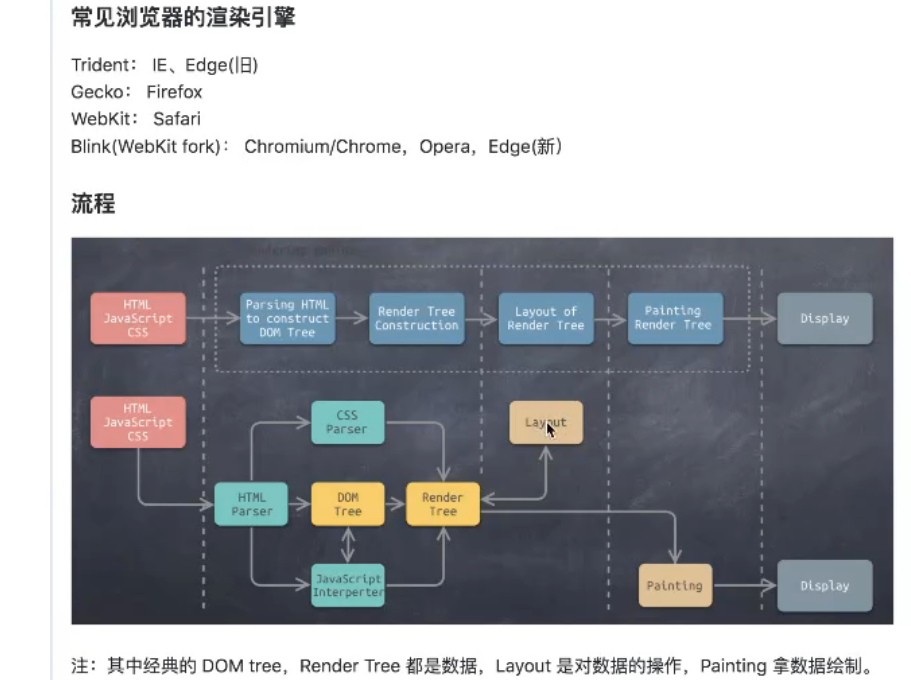 常见浏览器的渲染引擎
Trident： IE、Edge(旧)
Gecko： Firefox
WebKit： Safari
Blink(WebKit fork)： Chromium/Chrome，Opera，Edge(新)
流程
HTML
JavaScript
CSS
Parsing HTML
to construct
DOM Tree
Render Tree
Construction
Layout of
Render Tree
Painting
Render Tree
Display
HTML
JavaScript
CSS
CSS
Parser
Layout
HTML
Parser
DOM
Tree
Render
Tree
JavaScript
Interperter
Painting
Display
注：其中经典的 DOM tree，Render Tree 都是数据，Layout 是对数据的操作，Painting 拿数据绘制。